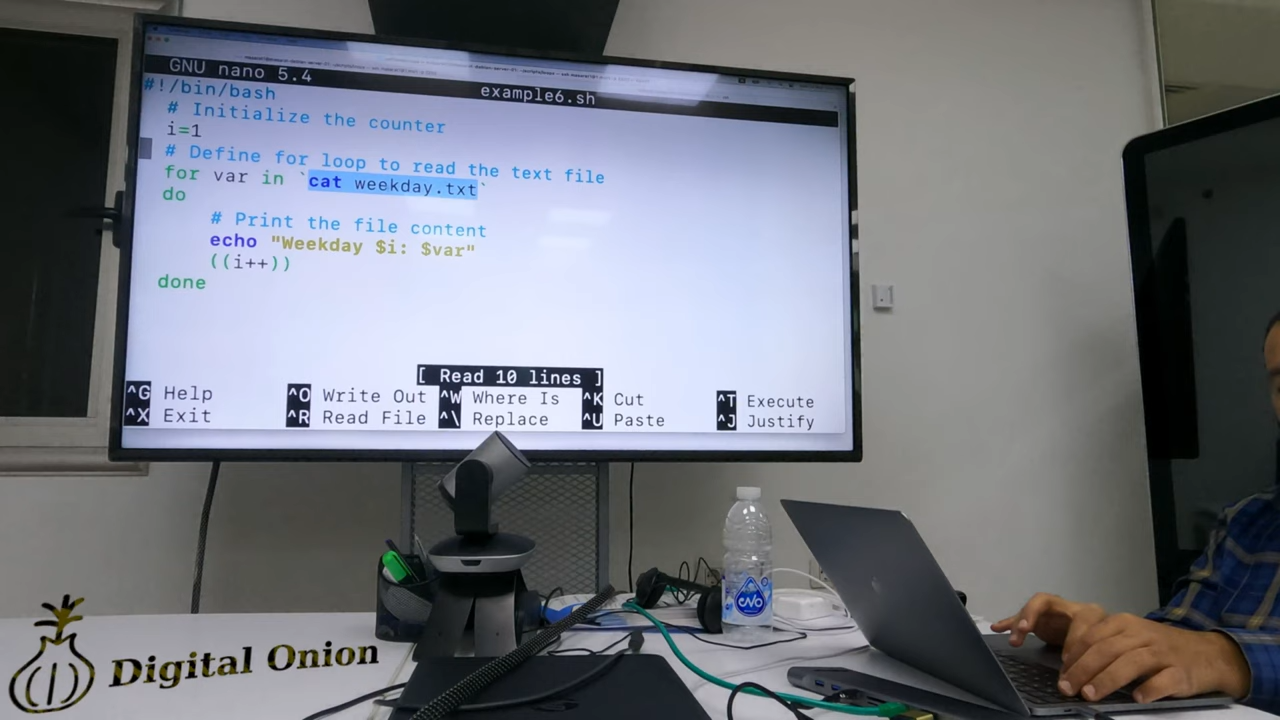 GNU nano 5.4
example6.sh
#!/bin/bash
# Initialize the counter
i=1
# Define for loop to read the text file
for var in `cat weekday.txt`
do
# Print the file content
echo "Weekday $i: $var"
((i++))
done
[ Read 10 lines ]
^G Help ^O Write Out ^W Where Is ^K Cut ^T Execute
^X Exit ^R Read File ^\ Replace ^U Paste ^J Justify
Digital Onion